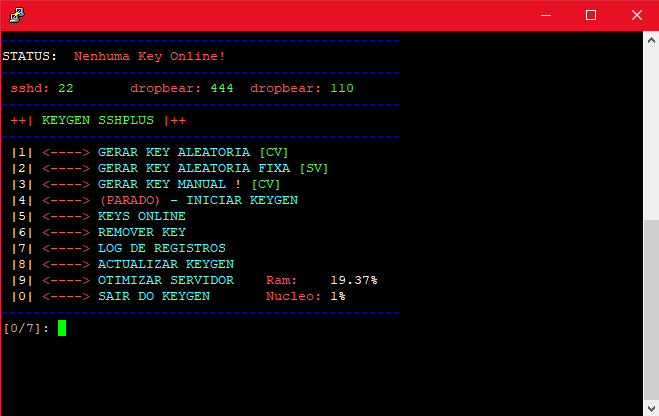 STATUS: Nenhuma Key Online!
sshd: 22 dropbear: 444 dropbear: 110
++| KEYGEN SSHPLUS |++
|1| <----> GERAR KEY ALEATORIA [CV]
|2| <----> GERAR KEY ALEATORIA FIXA [SV]
|3| <----> GERAR KEY MANUAL ! [CV]
|4| <----> (PARADO) - INICIAR KEYGEN
|5| <----> KEYS ONLINE
|6| <----> REMOVER KEY
|7| <----> LOG DE REGISTROS
|8| <----> ACTUALIZAR KEYGEN
|9| <----> OTIMIZAR SERVIDOR Ram: 19.37%
|0| <----> SAIR DO KEYGEN Nucleo: 1%
[0/7]: